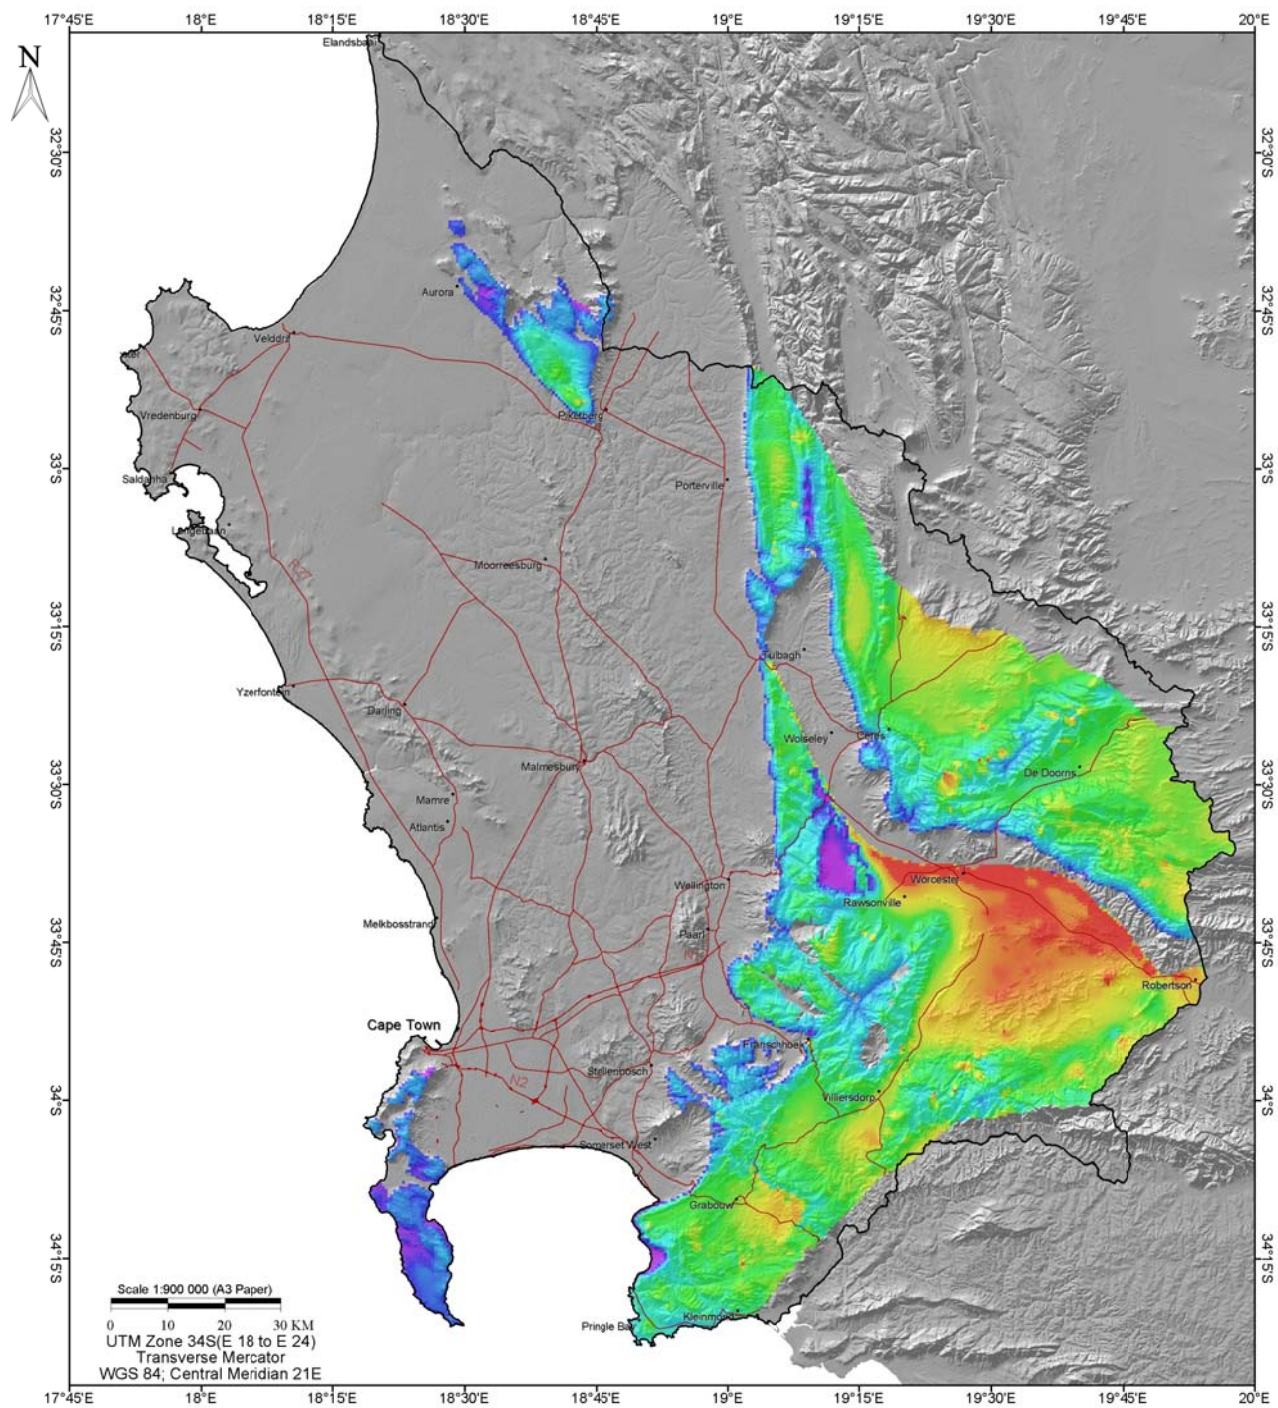 17°45'E 18°E 18°15'E 18°30'E 18°45'E 19°E 19°15'E 19°30'E 19°45'E 20°E
Elandsbaai
N
32°30'S 32°30'S
Aurora
32°45'S 32°45'S
Velddrif
Vredenburg
Piketberg
33°S 33°S
Saldanha
Porterville
Langebaan
Moorreesburg
R27
33°15'S 33°15'S
Tulbagh
Yzerfontein
Darling
Wolseley
Ceres
Malmesbury
De Doorns
33°30'S 33°30'S
Mamre
Atlantis
Worcester
Wellington
Rawsonville
Melkbosstrand
Paarl
33°45'S 33°45'S
Robertson
Cape Town
Franschhoek
Stellenbosch
N2
Villiersdorp
34°S 34°S
Somerset West
Grabouw
34°15'S 34°15'S
Scale 1:900 000 (A3 Paper)
0 10 20 30 KM
Pringle Bay
Kleinmond
UTM Zone 34S(E 18 to E 24)
Transverse Mercator
WGS 84; Central Meridian 21E
17°45'E 18°E 18°15'E 18°30'E 18°45'E 19°E 19°15'E 19°30'E 19°45'E 20°E